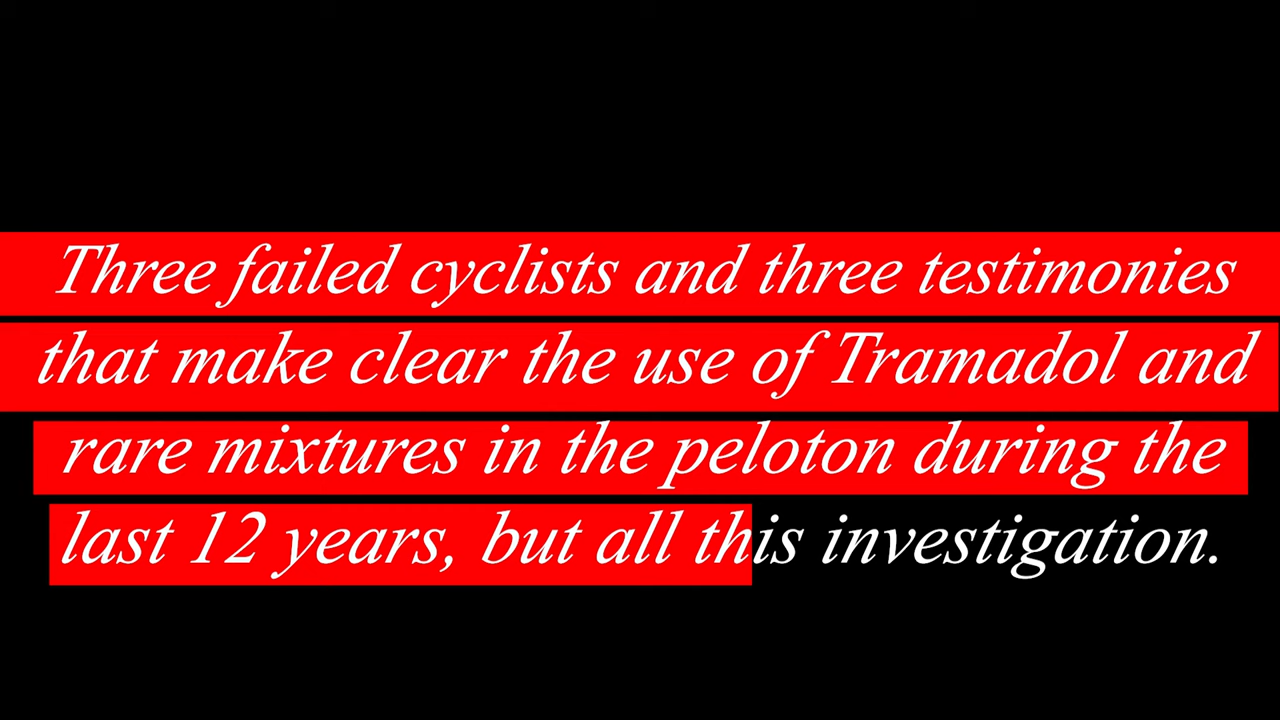 Three failed cyclists and three testimonies
that make clear the use of Tramadol and
rare mixtures in the peloton during the
last 12 years, but all this investigation.